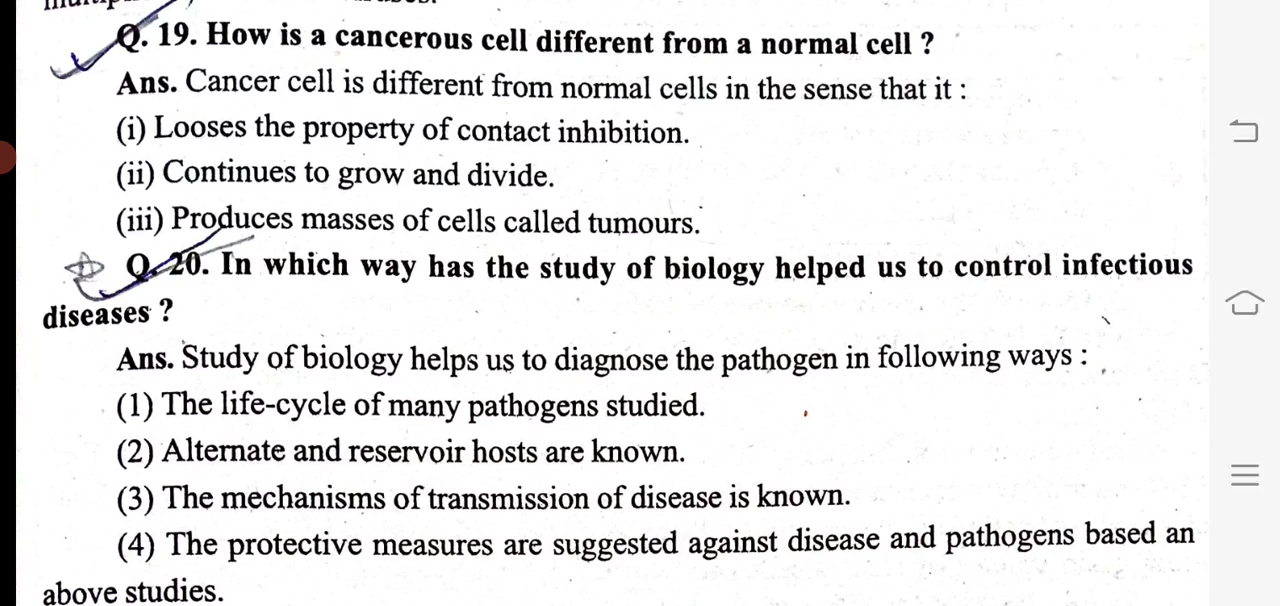 Q. 19. How is a cancerous cell different from a normal cell ?
Ans. Cancer cell is different from normal cells in the sense that it :
(i) Looses the property of contact inhibition.
(ii) Continues to grow and divide.
(iii) Produces masses of cells called tumours.
Q. 20. In which way has the study of biology helped us to control infectious
diseases ?
Ans. Study of biology helps us to diagnose the pathogen in following ways :
(1) The life-cycle of many pathogens studied.
(2) Alternate and reservoir hosts are known.
(3) The mechanisms of transmission of disease is known.
(4) The protective measures are suggested against disease and pathogens based an
above studies.